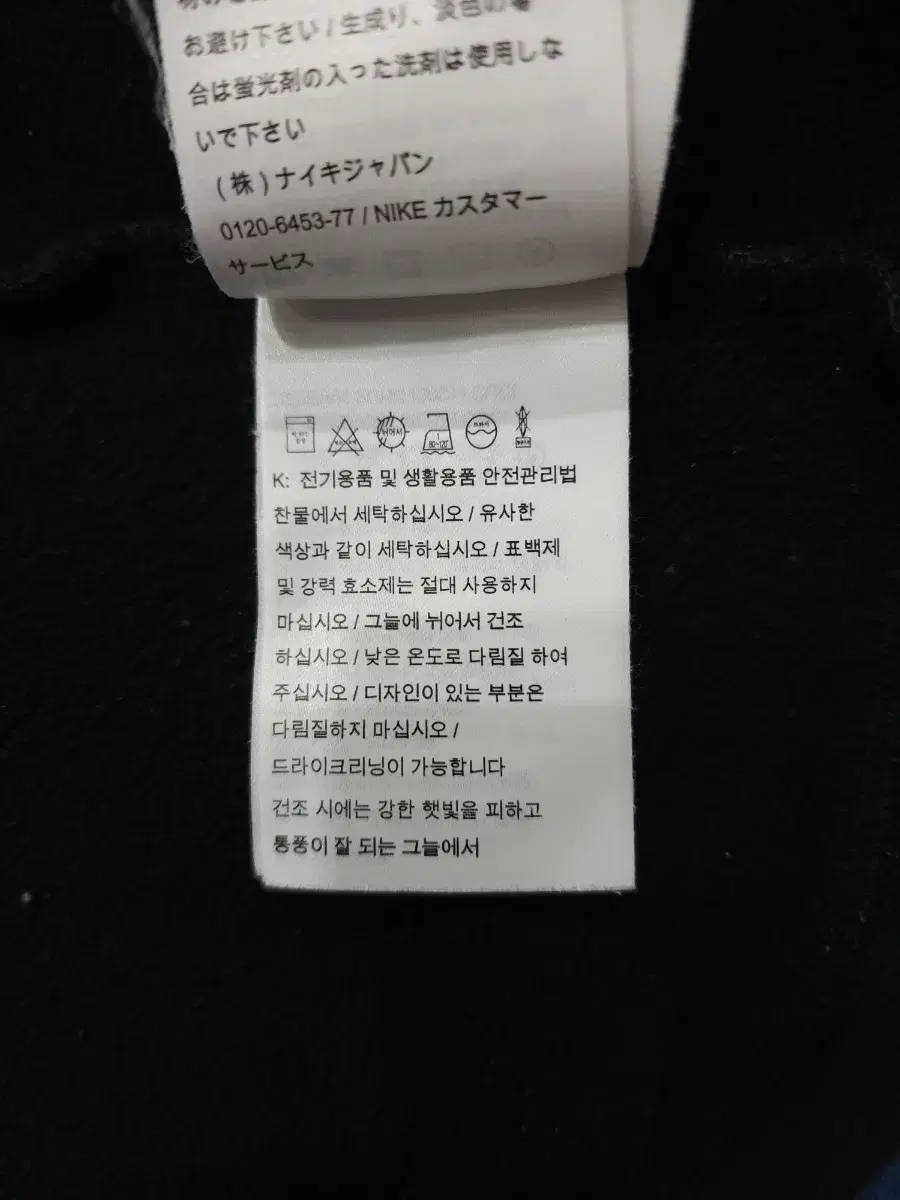 お避け下さい / 生成り、淡色の場
合は蛍光剤の入った洗剤は使用しな
いで下さい
(株)ナイキジャパン
0120-6453-77 / NIKE カスタマー
サービス
뉘어서
80~120
드라이
K: 전기용품 및 생활용품 안전관리법
찬물에서 세탁하십시오 / 유사한
색상과 같이 세탁하십시오 / 표백제
및 강력 효소제는 절대 사용하지
마십시오 / 그늘에 뉘어서 건조
하십시오 / 낮은 온도로 다림질 하여
주십시오 / 디자인이 있는 부분은
다림질하지 마십시오 /
드라이크리닝이 가능합니다
건조 시에는 강한 햇빛을 피하고
통풍이 잘 되는 그늘에서